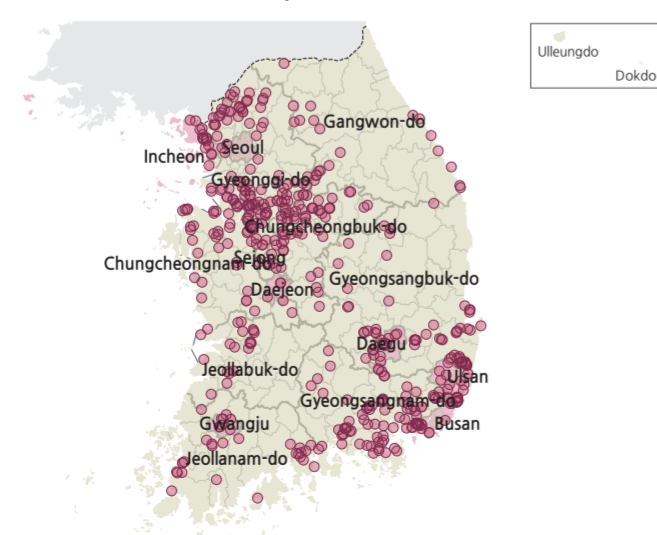 Ulleungdo
Dokdo
Gangwon-do
Seoul
Incheon
Gyeonggi-do
Chungcheongbuk-do
Sejong
Chungcheongnam-do
Gyeongsangbuk-do
Daejeon
Daegu
Jeollabuk-do
Ulsan
Gyeongsangnam-do
Gwangju
Busan
Jeollanam-do